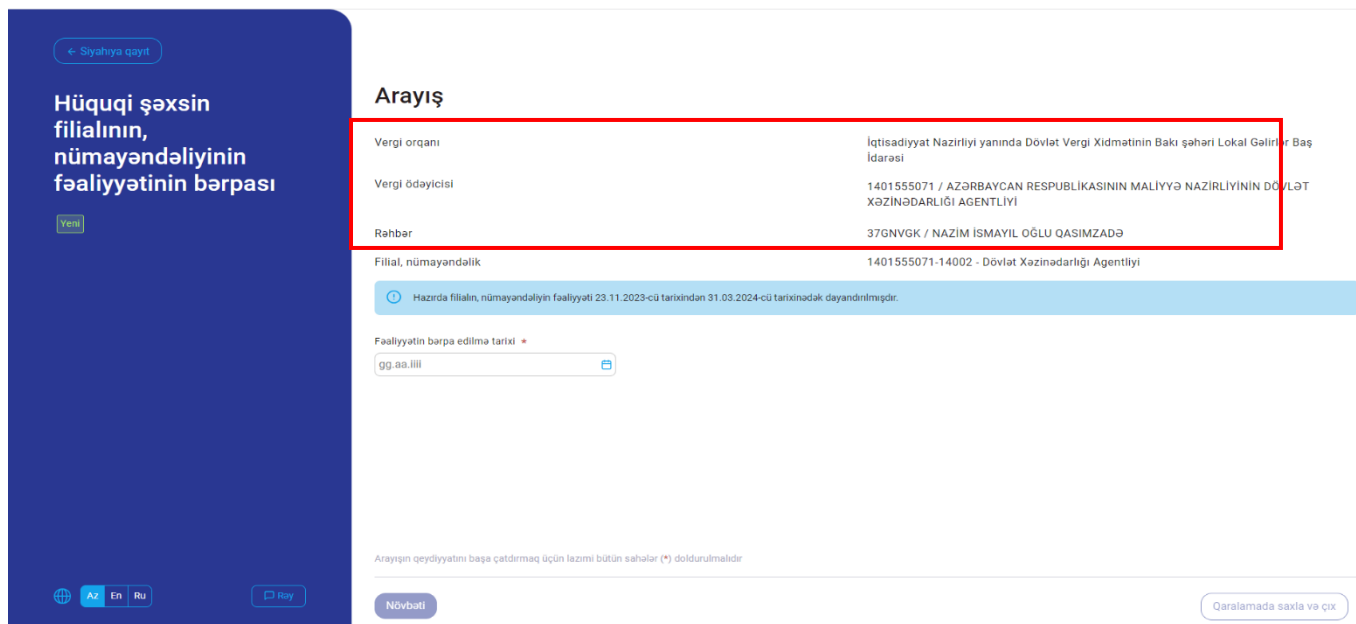 ← Siyahıya qayıt
Hüquqi şəxsin
filialının,
nümayəndəliyinin
fəaliyyətinin bərpası
Yeni
Arayış
Vergi orqanı
İqtisadiyyat Nazirliyi yanında Dövlət Vergi Xidmətinin Bakı şəhəri Lokal Gəlirlər Baş
İdarəsi
Vergi ödəyicisi
1401555071 / AZƏRBAYCAN RESPUBLİKASININ MALİYYƏ NAZİRLİYİNİN DÖVLƏT
XƏZİNƏDARLIĞI AGENTLİYİ
Rəhbər
37GNVGK / NAZİM İSMAYIL OĞLU QASIMZADƏ
Filial, nümayəndəlik
1401555071-14002 - Dövlət Xəzinədarlığı Agentliyi
Hazırda filialın, nümayəndəliyin fəaliyyəti 23.11.2023-cü tarixindən 31.03.2024-cü tarixinədək dayandırılmışdır.
Fəaliyyətin bərpa edilmə tarixi *
gg.aa.iiii
Arayışın qeydiyyatını başa çatdırmaq üçün lazımi bütün sahələr (*) doldurulmalıdır
Az En Ru
Rəy
Növbəti
Qaralamada saxla və çıx